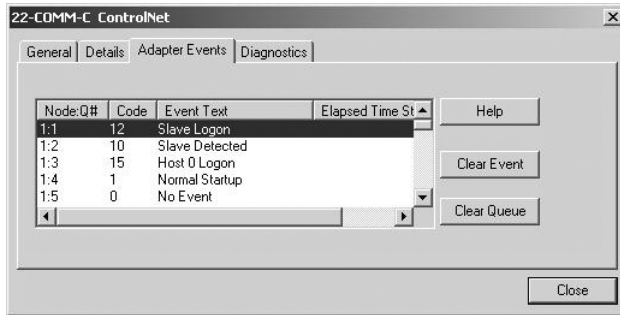 22-COMM-C ControlNet
General Details Adapter Events Diagnostics
Node:Q# Code Event Text Elapsed Time St
1:1 12 Slave Logon
1:2 10 Slave Detected
1:3 15 Host 0 Logon
1:4 1 Normal Startup
1:5 0 No Event
Help
Clear Event
Clear Queue
Close